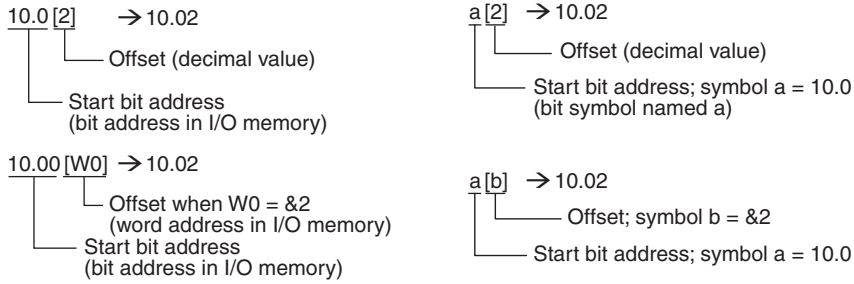 10.0 [2] → 10.02
Offset (decimal value)
Start bit address
(bit address in I/O memory)
10.00 [W0] → 10.02
Offset when W0 = &2
(word address in I/O memory)
Start bit address
(bit address in I/O memory)
a [2] → 10.02
Offset (decimal value)
Start bit address; symbol a = 10.0
(bit symbol named a)
a [b] → 10.02
Offset; symbol b = &2
Start bit address; symbol a = 10.0